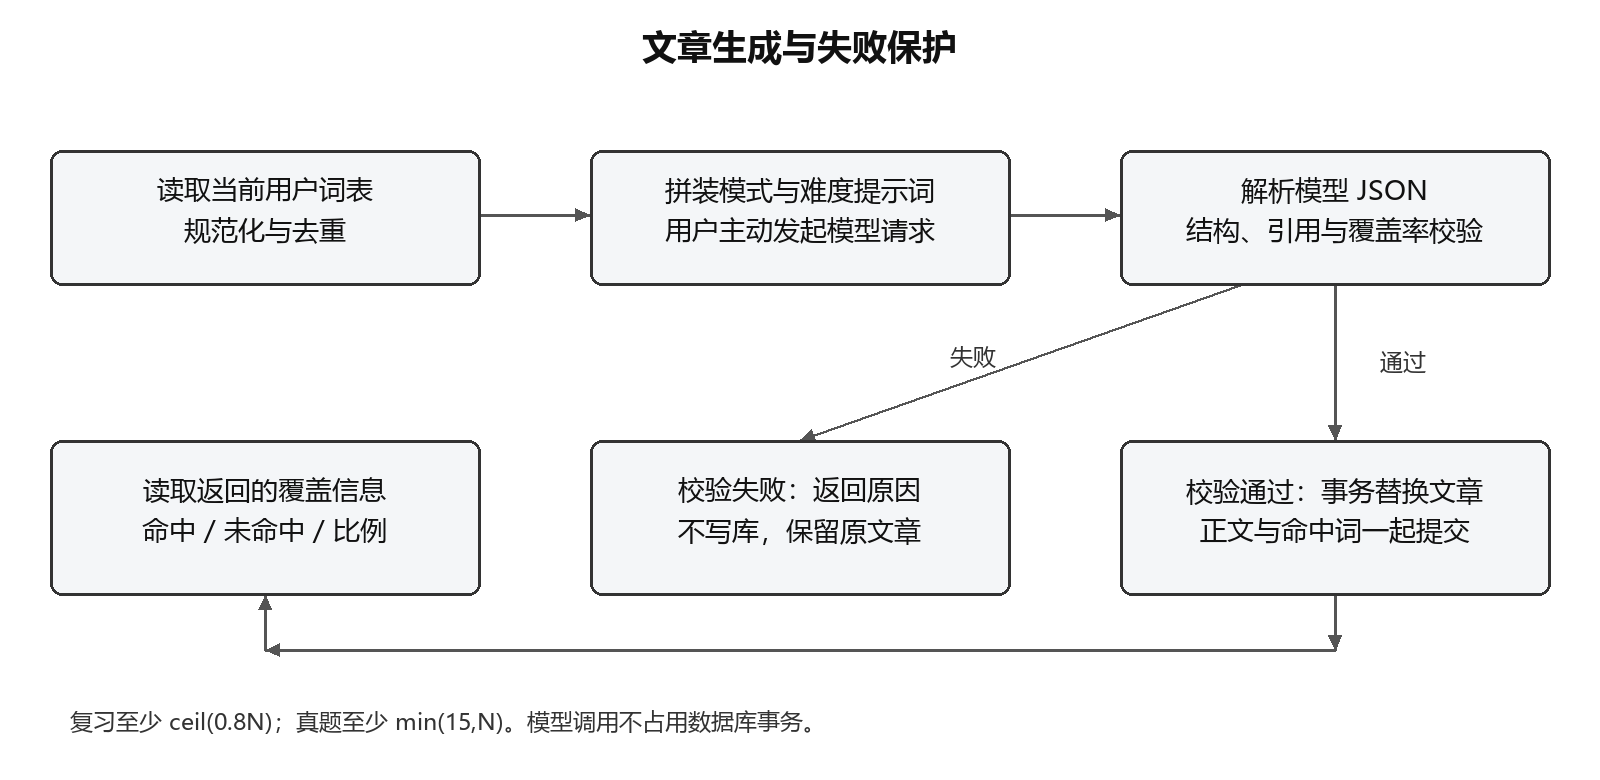 文章生成与失败保护
读取当前用户词表
规范化与去重
拼装模式与难度提示词
用户主动发起模型请求
解析模型 JSON
结构、引用与覆盖率校验
失败
通过
读取返回的覆盖信息
命中 / 未命中 / 比例
校验失败：返回原因
不写库，保留原文章
校验通过：事务替换文章
正文与命中词一起提交
复习至少 ceil(0.8N)；真题至少 min(15,N)。模型调用不占用数据库事务。